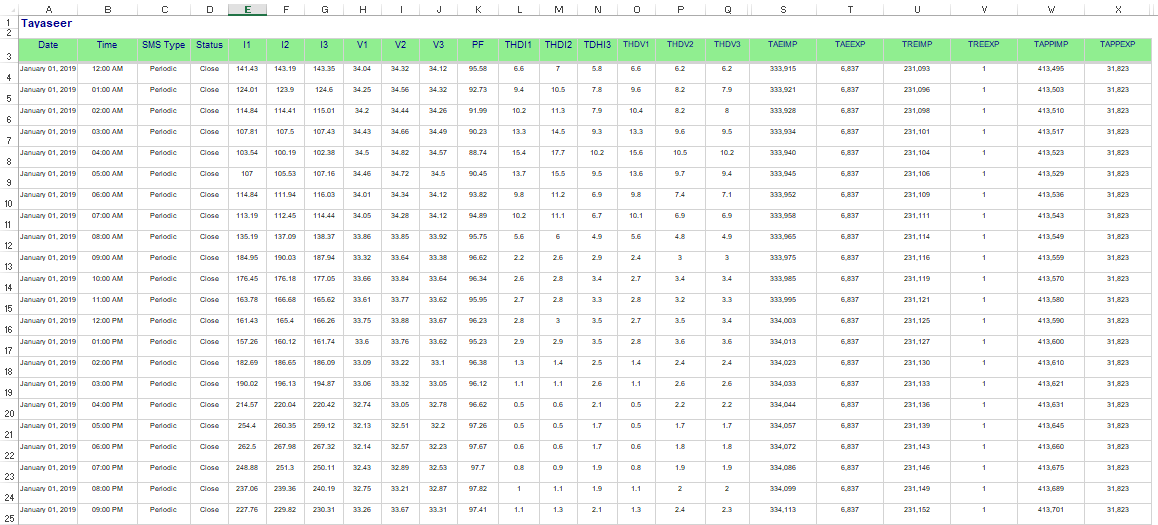 A B C D E F G H I J K L M N O P Q S T U V W X
1 Tayaseer
2
3 Date Time SMS Type Status I1 I2 I3 V1 V2 V3 PF THDI1 THDI2 TDHI3 THDV1 THDV2 THDV3 TAEIMP TAEEXP TREIMP TREEXP TAPPIMP TAPPEXP
4 January 01, 2019 12:00 AM Periodic Close 141.43 143.19 143.35 34.04 34.32 34.12 95.58 6.6 7 5.8 6.6 6.2 6.2 333,915 6,837 231,093 1 413,495 31,823
5 January 01, 2019 01:00 AM Periodic Close 124.01 123.9 124.6 34.25 34.56 34.32 92.73 9.4 10.5 7.8 9.6 8.2 7.9 333,921 6,837 231,096 1 413,503 31,823
6 January 01, 2019 02:00 AM Periodic Close 114.84 114.41 115.01 34.2 34.44 34.26 91.99 10.2 11.3 7.9 10.4 8.2 8 333,928 6,837 231,098 1 413,510 31,823
7 January 01, 2019 03:00 AM Periodic Close 107.81 107.5 107.43 34.43 34.66 34.49 90.23 13.3 14.5 9.3 13.3 9.6 9.5 333,934 6,837 231,101 1 413,517 31,823
8 January 01, 2019 04:00 AM Periodic Close 103.54 100.19 102.38 34.5 34.82 34.57 88.74 15.4 17.7 10.2 15.6 10.5 10.2 333,940 6,837 231,104 1 413,523 31,823
9 January 01, 2019 05:00 AM Periodic Close 107 105.53 107.16 34.46 34.72 34.5 90.45 13.7 15.5 9.5 13.6 9.7 9.4 333,945 6,837 231,106 1 413,529 31,823
10 January 01, 2019 06:00 AM Periodic Close 114.84 111.94 116.03 34.01 34.34 34.12 93.82 9.8 11.2 6.9 9.8 7.4 7.1 333,952 6,837 231,109 1 413,536 31,823
11 January 01, 2019 07:00 AM Periodic Close 113.19 112.45 114.44 34.05 34.28 34.12 94.89 10.2 11.1 6.7 10.1 6.9 6.9 333,958 6,837 231,111 1 413,543 31,823
12 January 01, 2019 08:00 AM Periodic Close 135.19 137.09 138.37 33.86 33.85 33.92 95.75 5.6 6 4.9 5.6 4.8 4.9 333,965 6,837 231,114 1 413,549 31,823
13 January 01, 2019 09:00 AM Periodic Close 184.95 190.03 187.94 33.32 33.64 33.38 96.62 2.2 2.6 2.9 2.4 3 3 333,975 6,837 231,116 1 413,559 31,823
14 January 01, 2019 10:00 AM Periodic Close 176.45 176.18 177.05 33.66 33.84 33.64 96.34 2.6 2.8 3.4 2.7 3.4 3.4 333,985 6,837 231,119 1 413,570 31,823
15 January 01, 2019 11:00 AM Periodic Close 163.78 166.68 165.62 33.61 33.77 33.62 95.95 2.7 2.8 3.3 2.8 3.2 3.3 333,995 6,837 231,121 1 413,580 31,823
16 January 01, 2019 12:00 PM Periodic Close 161.43 165.4 166.26 33.75 33.88 33.67 96.23 2.8 3 3.5 2.7 3.5 3.4 334,003 6,837 231,125 1 413,590 31,823
17 January 01, 2019 01:00 PM Periodic Close 157.26 160.12 161.74 33.6 33.76 33.62 95.23 2.9 2.9 3.5 2.8 3.6 3.6 334,013 6,837 231,127 1 413,600 31,823
18 January 01, 2019 02:00 PM Periodic Close 182.69 186.65 186.09 33.09 33.22 33.1 96.38 1.3 1.4 2.5 1.4 2.4 2.4 334,023 6,837 231,130 1 413,610 31,823
19 January 01, 2019 03:00 PM Periodic Close 190.02 196.13 194.87 33.06 33.32 33.05 96.12 1.1 1.1 2.6 1.1 2.6 2.6 334,033 6,837 231,133 1 413,621 31,823
20 January 01, 2019 04:00 PM Periodic Close 214.57 220.04 220.42 32.74 33.05 32.78 96.62 0.5 0.6 2.1 0.5 2.2 2.2 334,044 6,837 231,136 1 413,631 31,823
21 January 01, 2019 05:00 PM Periodic Close 254.4 260.35 259.12 32.13 32.51 32.2 97.26 0.5 0.5 1.7 0.5 1.7 1.7 334,057 6,837 231,139 1 413,645 31,823
22 January 01, 2019 06:00 PM Periodic Close 262.5 267.98 267.32 32.14 32.57 32.23 97.67 0.6 0.6 1.7 0.6 1.8 1.8 334,072 6,837 231,143 1 413,660 31,823
23 January 01, 2019 07:00 PM Periodic Close 248.88 251.3 250.11 32.43 32.89 32.53 97.7 0.8 0.9 1.9 0.8 1.9 1.9 334,086 6,837 231,146 1 413,675 31,823
24 January 01, 2019 08:00 PM Periodic Close 237.06 239.36 240.19 32.75 33.21 32.87 97.82 1 1.1 1.9 1.1 2 2 334,099 6,837 231,149 1 413,689 31,823
25 January 01, 2019 09:00 PM Periodic Close 227.76 229.82 230.31 33.26 33.67 33.31 97.41 1.1 1.3 2.1 1.3 2.4 2.3 334,113 6,837 231,152 1 413,701 31,823